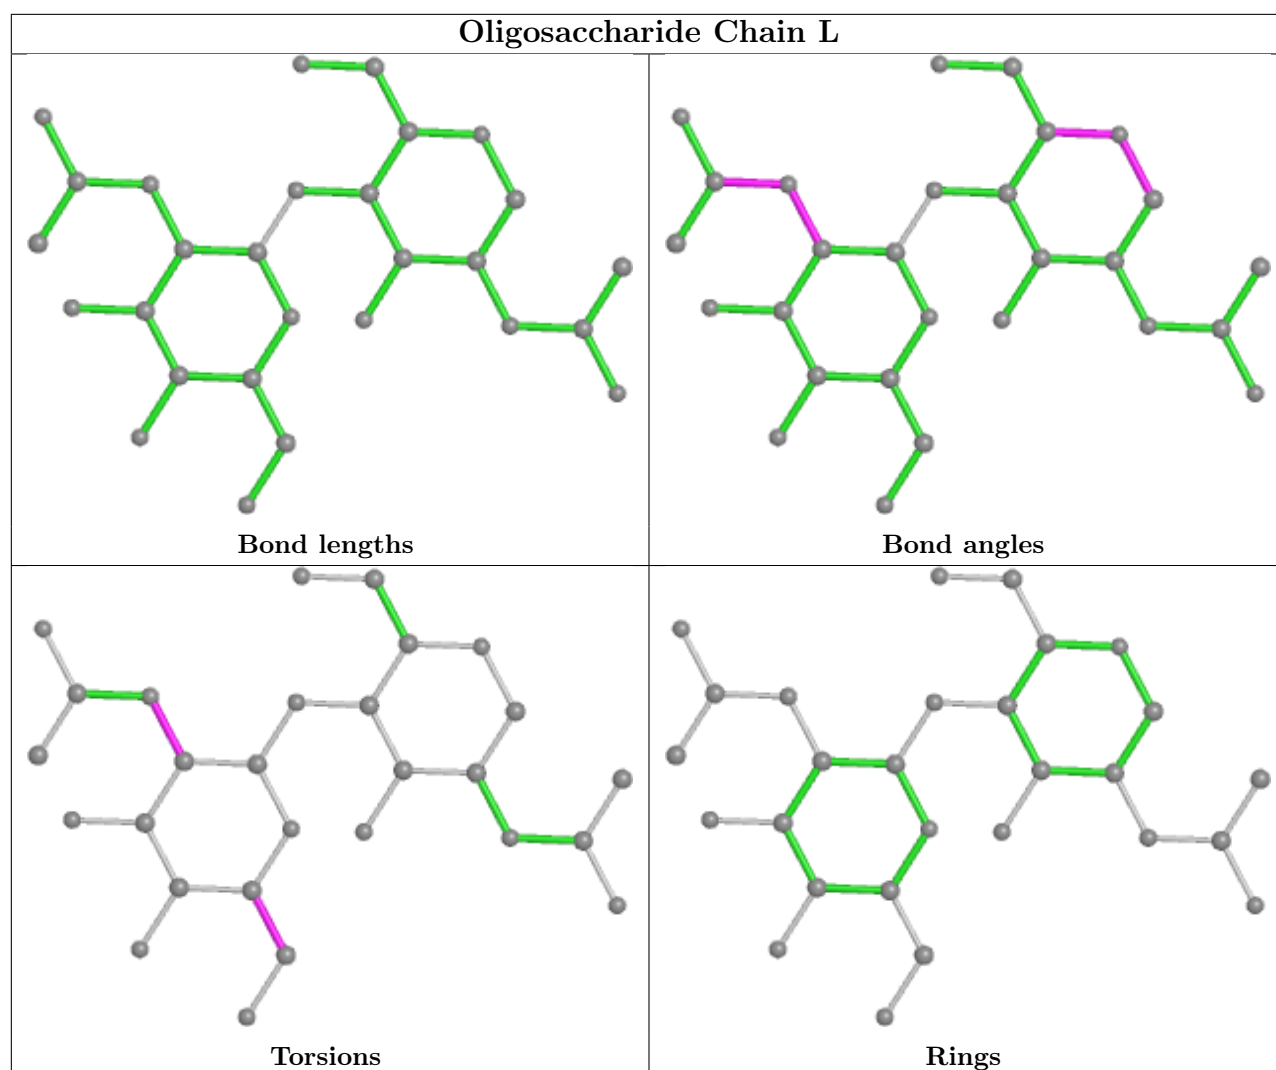 Oligosaccharide Chain L
Bond lengths
Bond angles
Torsions
Rings